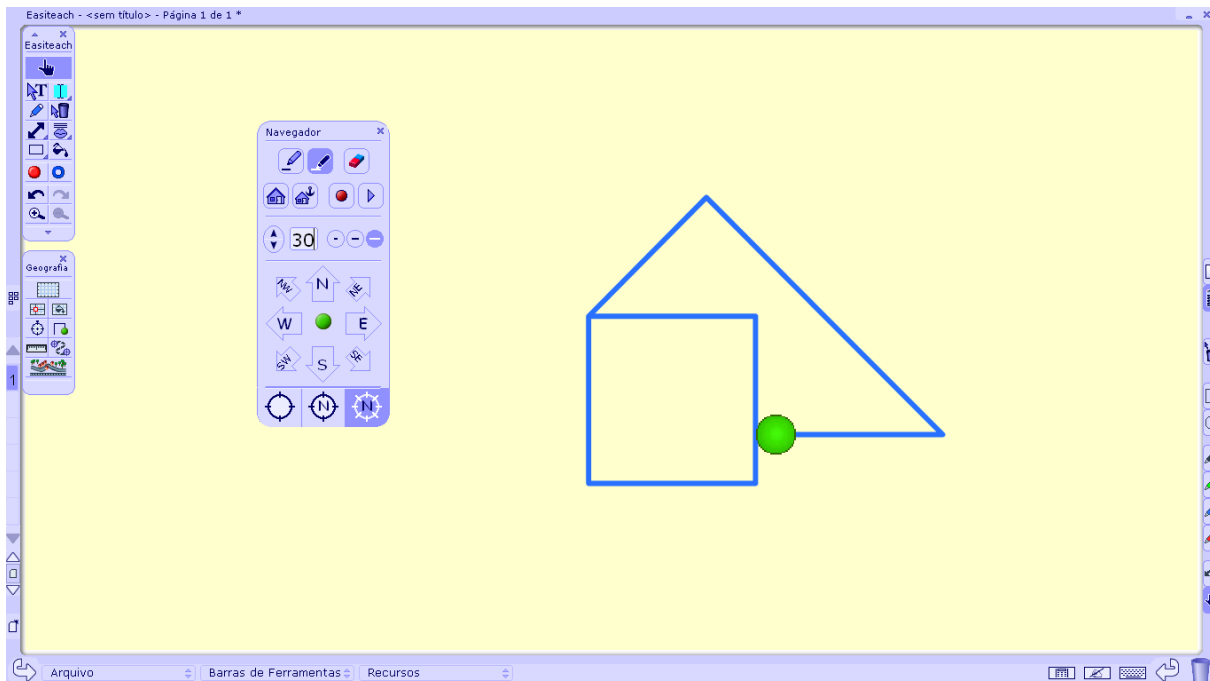 Easiteach - <sem título> - Página 1 de 1 *
Easiteach
T
Navegador
30
NW N NE
W E
SW S SE
N N
Geografia
1
Arquivo Barras de Ferramentas Recursos